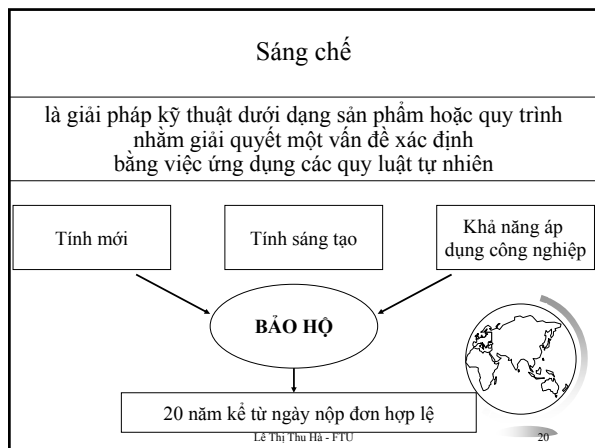 Sáng chế
là giải pháp kỹ thuật dưới dạng sản phẩm hoặc quy trình
nhằm giải quyết một vấn đề xác định
bằng việc ứng dụng các quy luật tự nhiên
Tính mới
Tính sáng tạo
Khả năng áp
dụng công nghiệp
BẢO HỘ
20 năm kể từ ngày nộp đơn hợp lệ
Lê Thị Thu Hà - FTU
20